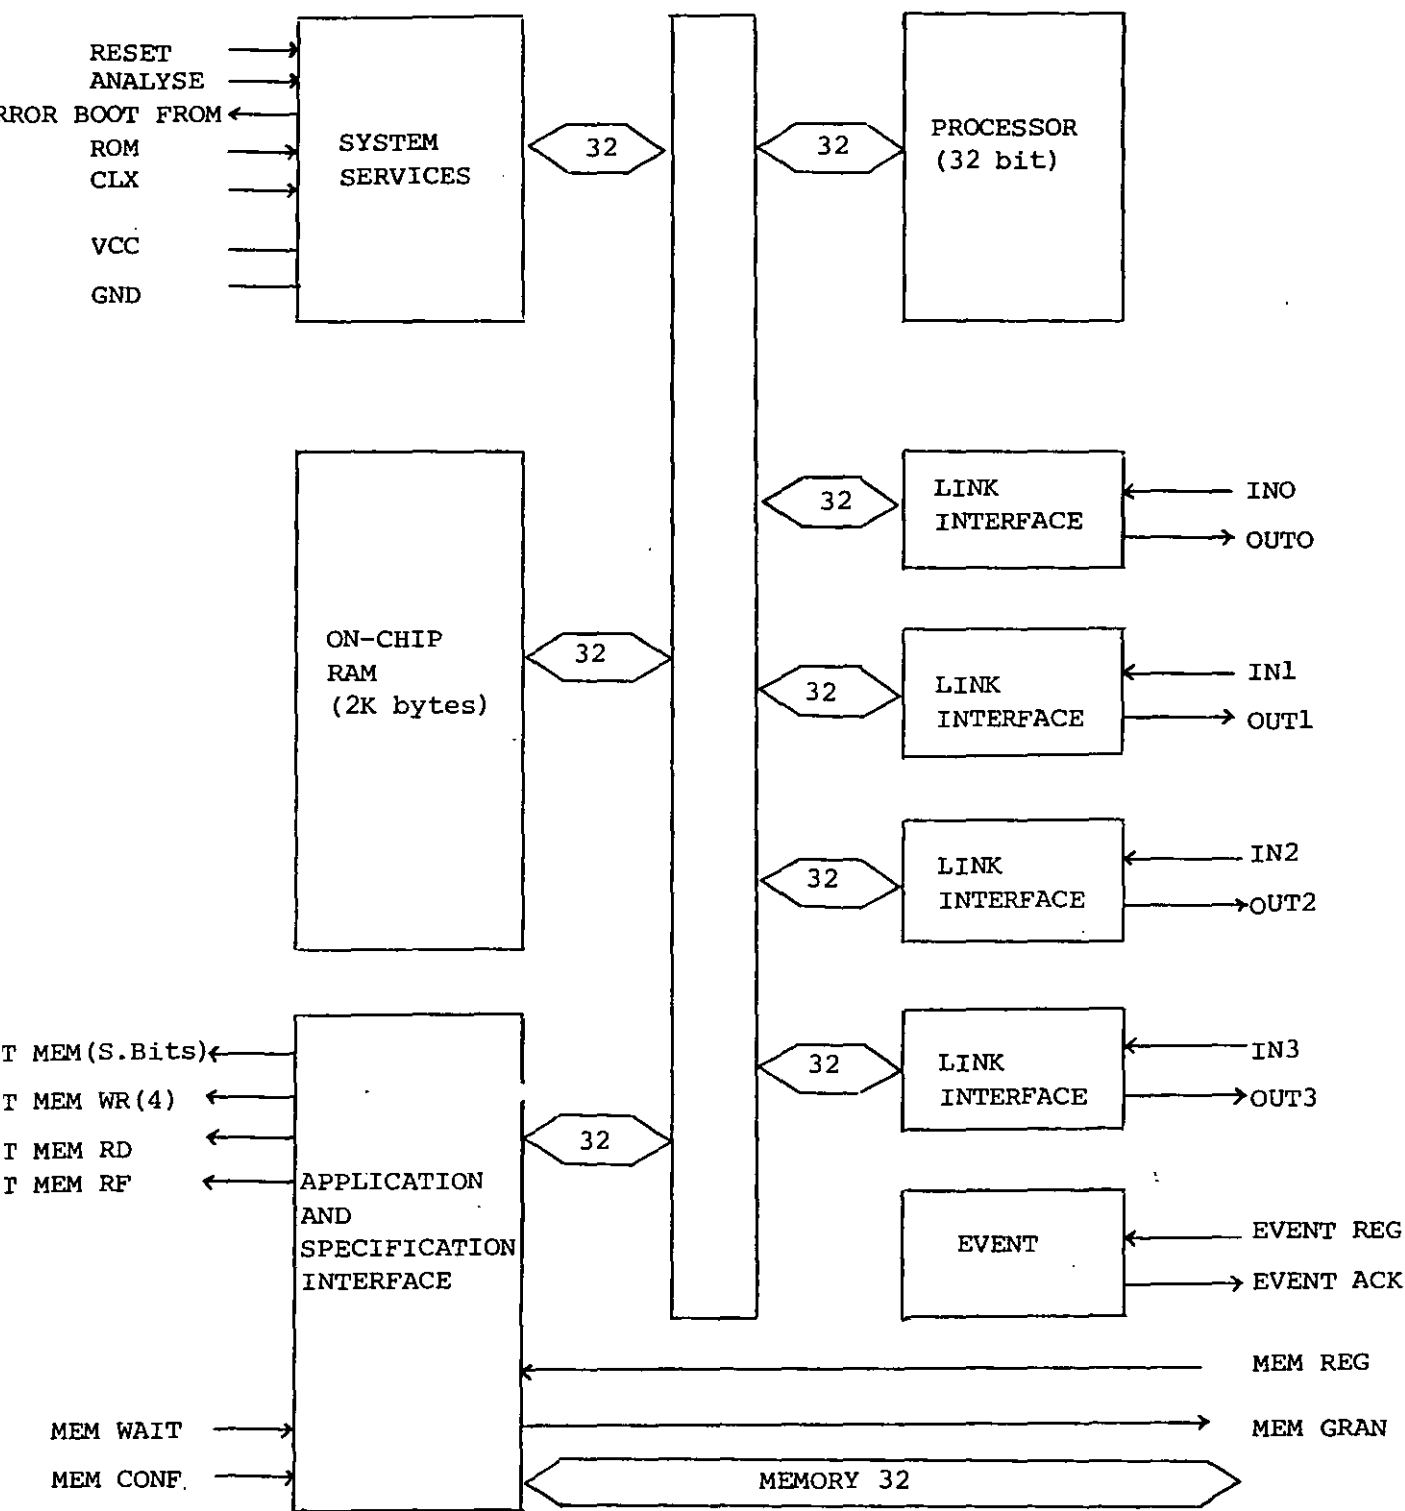 RESET
ANALYSE
RROR BOOT FROM
ROM
CLX
VCC
GND
SYSTEM
SERVICES
32
32
PROCESSOR
(32 bit)
ON-CHIP
RAM
(2K bytes)
32
32
LINK
INTERFACE
INO
OUTO
32
LINK
INTERFACE
IN1
OUT1
32
LINK
INTERFACE
IN2
OUT2
32
LINK
INTERFACE
IN3
OUT3
T MEM(S.Bits)
T MEM WR(4)
T MEM RD
T MEM RF
32
APPLICATION
AND
SPECIFICATION
INTERFACE
EVENT
EVENT REG
EVENT ACK
MEM REG
MEM WAIT
MEM GRAN
MEM CONF.
MEMORY 32